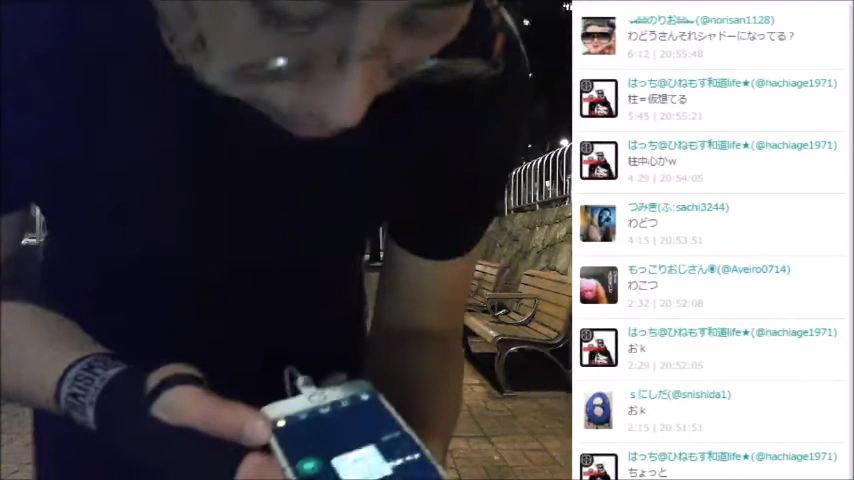 のりお(@norisan1128)
わどうさんそれシャドーになってる？
6:12 | 20:55:48
はっち@ひねもす和道life★(@hachiage1971)
柱＝仮想てる
5:45 | 20:55:21
はっち@ひねもす和道life★(@hachiage1971)
柱中心かw
4:29 | 20:54:05
つみき(ふ:sachi3244)
わどつ
4:15 | 20:53:51
もっこりおじさん(@Aveiro0714)
わこつ
2:32 | 20:52:08
はっち@ひねもす和道life★(@hachiage1971)
おｋ
2:29 | 20:52:05
ｓにしだ(@snishida1)
おｋ
2:15 | 20:51:51
はっち@ひねもす和道life★(@hachiage1971)
ちょっと